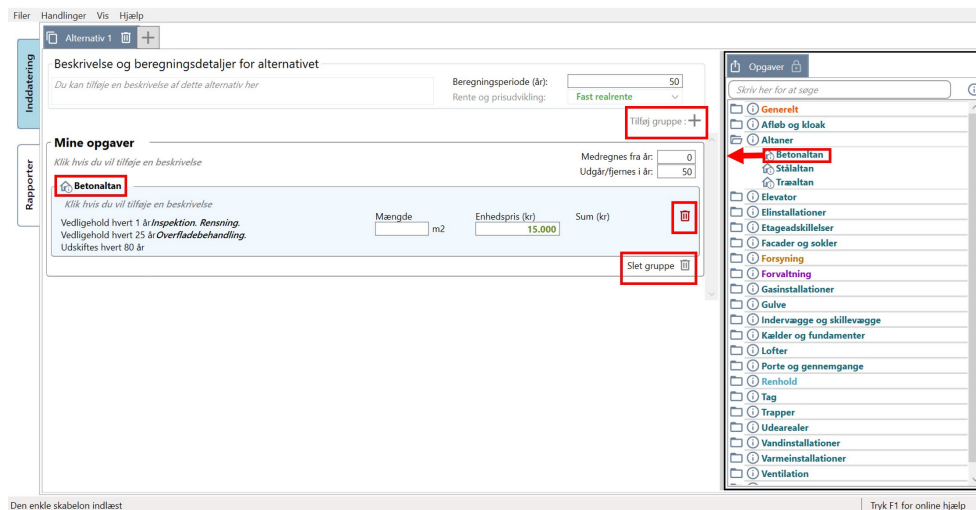 Filer Handlinger Vis Hjælp
Alternativ 1
Inddatering
Rapporter
Beskrivelse og beregningsdetaljer for alternativet
Du kan tilføje en beskrivelse af dette alternativ her
Beregningsperiode (år): 50
Rente og prisudvikling: Fast realrente
Tilføj gruppe :
Mine opgaver
Klik hvis du vil tilføje en beskrivelse
Medregnes fra år: 0
Udgår/fjernes i år: 50
Betonaltan
Klik hvis du vil tilføje en beskrivelse
Vedligehold hvert 1 år Inspektion. Rensning.
Vedligehold hvert 25 år Overfladebehandling.
Udskiftes hvert 80 år
Mængde Enhedspris (kr) Sum (kr)
m2 15.000
Slet gruppe
Opgaver
Skriv her for at søge
Generelt
Afløb og kloak
Altaner
Betonaltan
Stålaltan
Træaltan
Elevator
Elinstallationer
Etageadskillelser
Facader og sokler
Forsyning
Forvaltning
Gasinstallationer
Gulve
Indervægge og skillevægge
Kælder og fundamenter
Lofter
Porte og gennemgange
Renhold
Tag
Trapper
Udearealer
Vandinstallationer
Varmeinstallationer
Ventilation
Den enkle skabelon indlæst
Tryk F1 for online hjælp